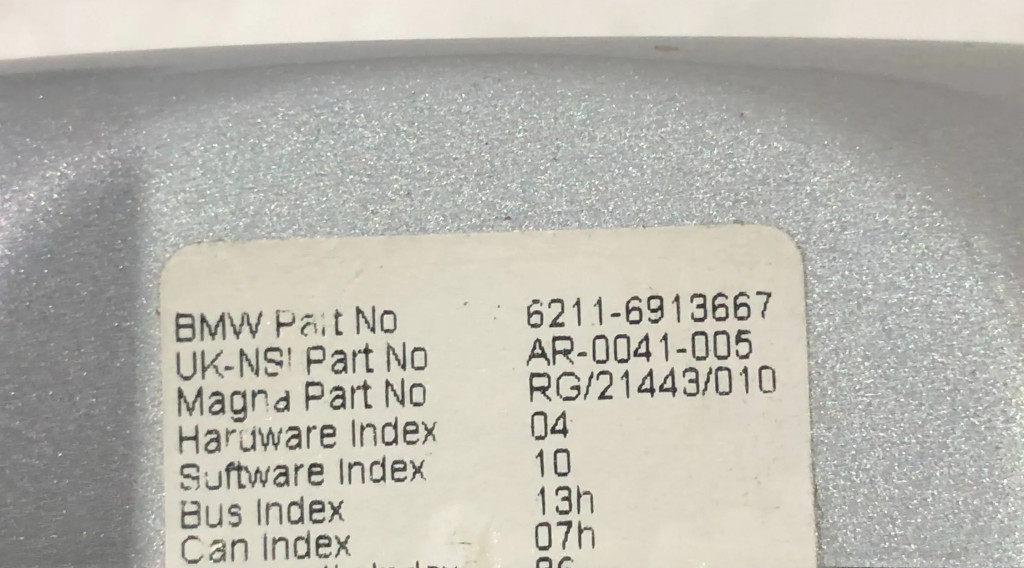 BMW Part No 6211-6913667
UK-NSI Part No AR-0041-005
Magna Part No RG/21443/010
Hardware Index 04
Software Index 10
Bus Index 13h
Can Index 07h